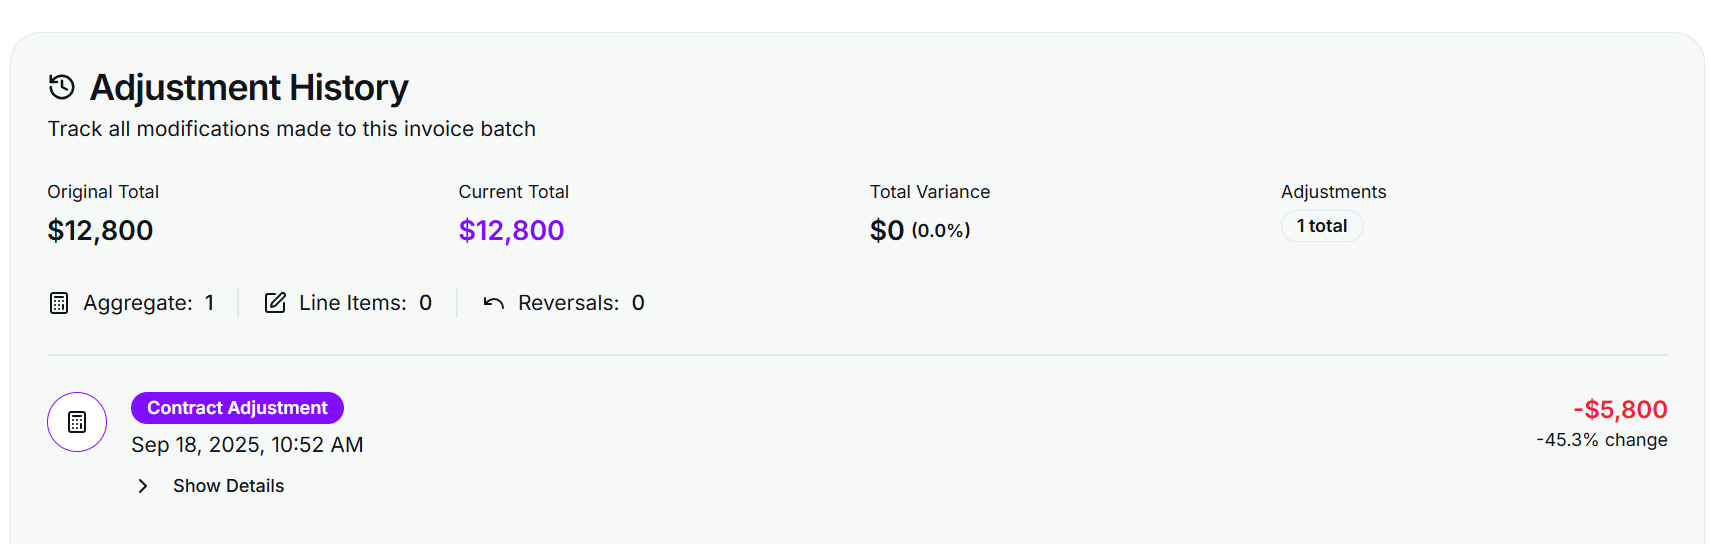 Adjustment History
Track all modifications made to this invoice batch
Original Total
$12,800
Current Total
$12,800
Total Variance
$0 (0.0%)
Adjustments
1 total
Aggregate: 1
Line Items: 0
Reversals: 0
Contract Adjustment
Sep 18, 2025, 10:52 AM
Show Details
-$5,800
-45.3% change